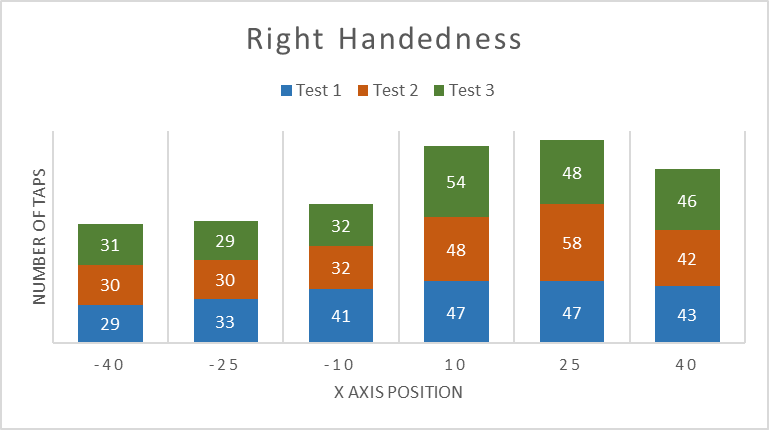 Right Handedness
Test 1 Test 2 Test 3
NUMBER OF TAPS
54 48
31 29 32 46
30 30 32 48 58 42
29 33 41 47 47 43
-40 -25 -10 10 25 40
X AXIS POSITION